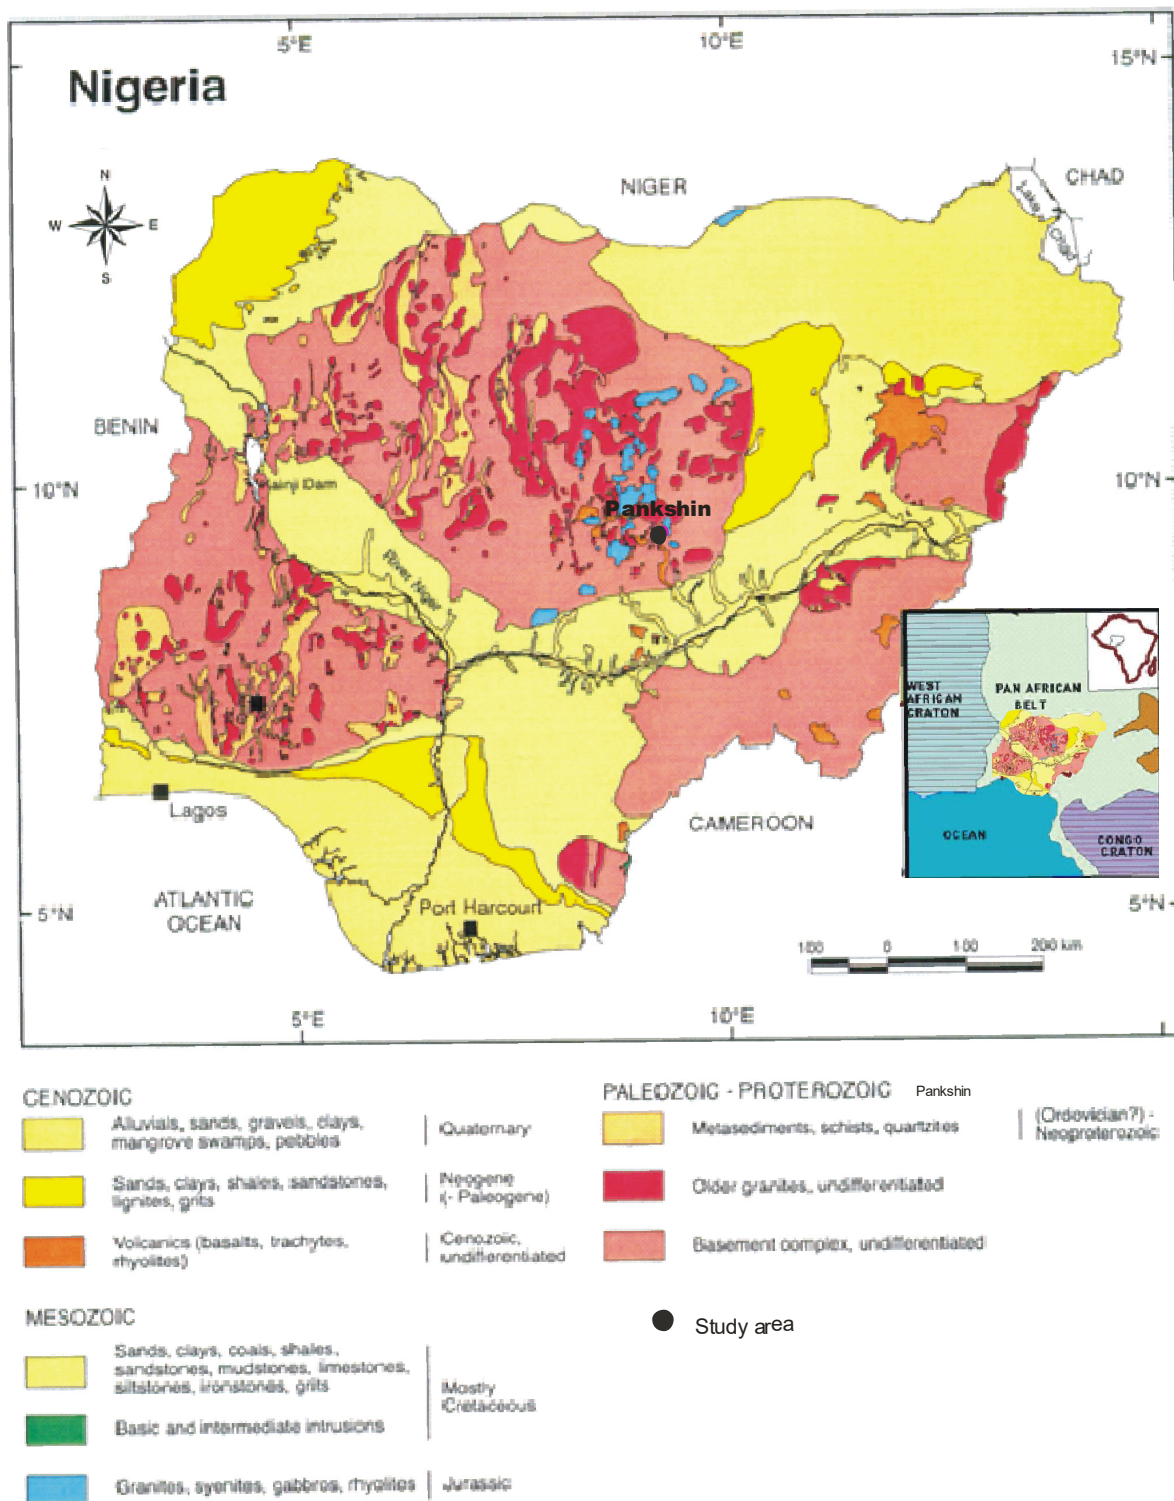 5°E
10°E
15°N
Nigeria
N
W
E
S
NIGER
CHAD
Lake
Chad
BENIN
10°N
Kainji Dam
10°N
Pankshin
River Niger
WEST
AFRICAN
CRATON
PAN AFRICAN
BELT
Lagos
CAMEROON
OCEAN
CONGO
CRATON
ATLANTIC
OCEAN
5°N
Port Harcourt
5°N
100 0 100 200 km
5°E
10°E
CENOZOIC
Alluvials, sands, gravels, clays,
mangrove swamps, pebbles
Quaternary
Sands, clays, shales, sandstones,
lignites, grits
Neogene
(- Paleogene)
Volcanics (basalts, trachytes,
rhyolites)
Cenozoic,
undifferentiated
PALEOZOIC - PROTEROZOIC
Pankshin
Metasediments, schists, quartzites
(Ordovician?) -
Neoproterozoic
Older granites, undifferentiated
Basement complex, undifferentiated
MESOZOIC
Sands, clays, coals, shales,
sandstones, mudstones, limestones,
siltstones, ironstones, grits
Mostly
Cretaceous
Basic and intermediate intrusions
Granites, syenites, gabbros, rhyolites
Jurassic
Study area